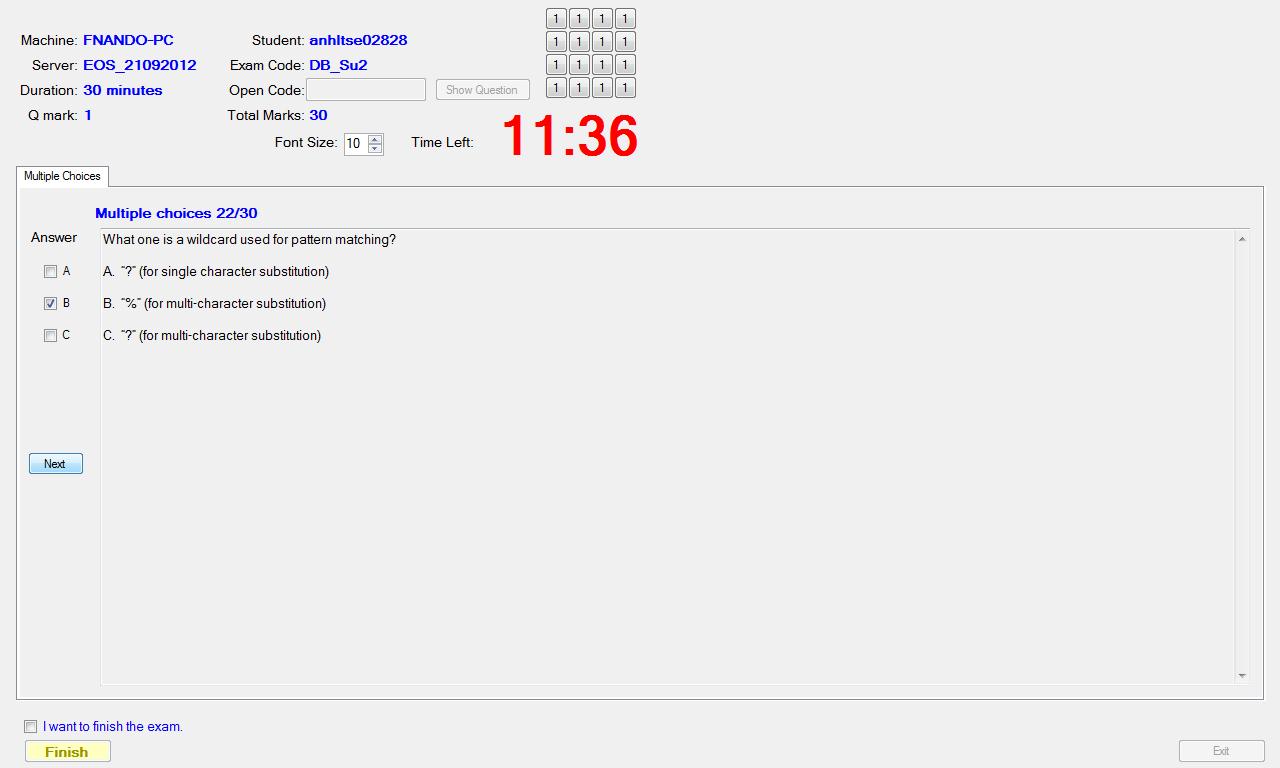 1 1 1 1
Machine: FNANDO-PC Student: anhltse02828
1 1 1 1
Server: EOS_21092012 Exam Code: DB_Su2
1 1 1 1
Duration: 30 minutes Open Code: Show Question
1 1 1 1
Q mark: 1 Total Marks: 30
Font Size: 10 Time Left: 11:36
Multiple Choices
Multiple choices 22/30
Answer What one is a wildcard used for pattern matching?
A A. "?" (for single character substitution)
B B. "%" (for multi-character substitution)
C C. "?" (for multi-character substitution)
Next
I want to finish the exam.
Finish Exit